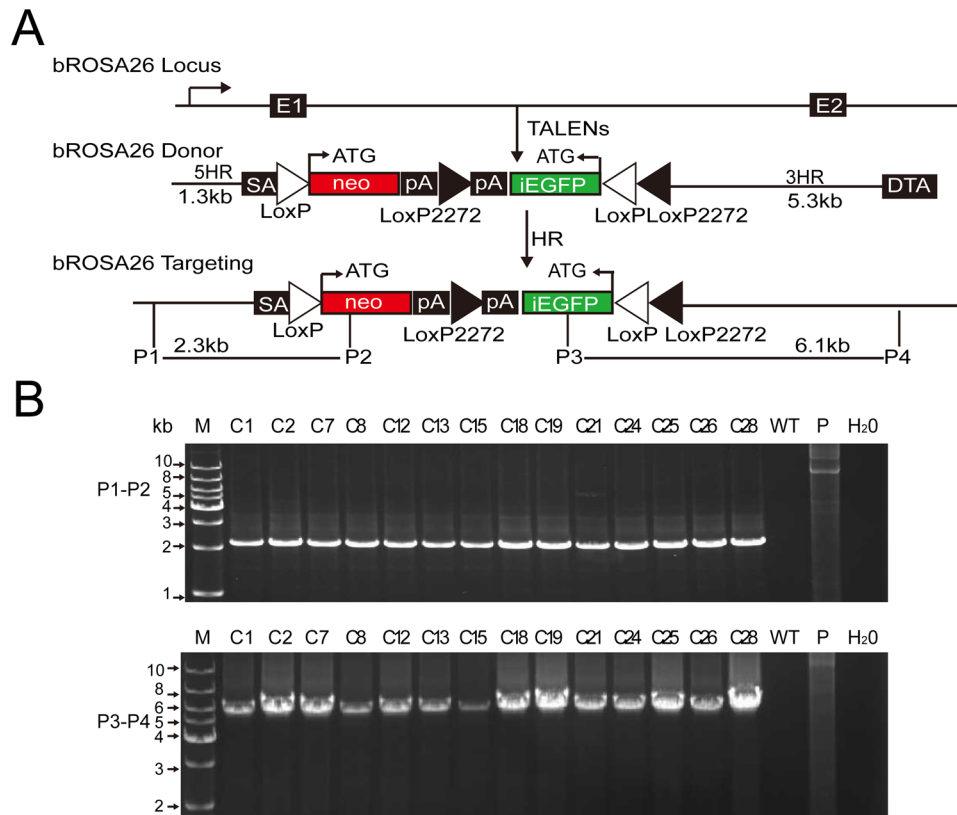 A
bROSA26 Locus
E1 E2
TALENs
bROSA26 Donor
5HR ATG ATG 3HR
SA neo pA pA iEGFP DTA
1.3kb 5.3kb
LoxP LoxP2272 LoxPLoxP2272
HR
bROSA26 Targeting
ATG ATG
SA neo pA pA iEGFP
LoxP LoxP2272 LoxP LoxP2272
P1 2.3kb P2 P3 6.1kb P4
B
kb M C1 C2 C7 C8 C12 C13 C15 C18 C19 C21 C24 C25 C26 C28 WT P H₂0
10
8
P1-P2
5
4
3
2
1
M C1 C2 C7 C8 C12 C13 C15 C18 C19 C21 C24 C25 C26 C28 WT P H₂0
10
8
6
P3-P4
5
4
3
2